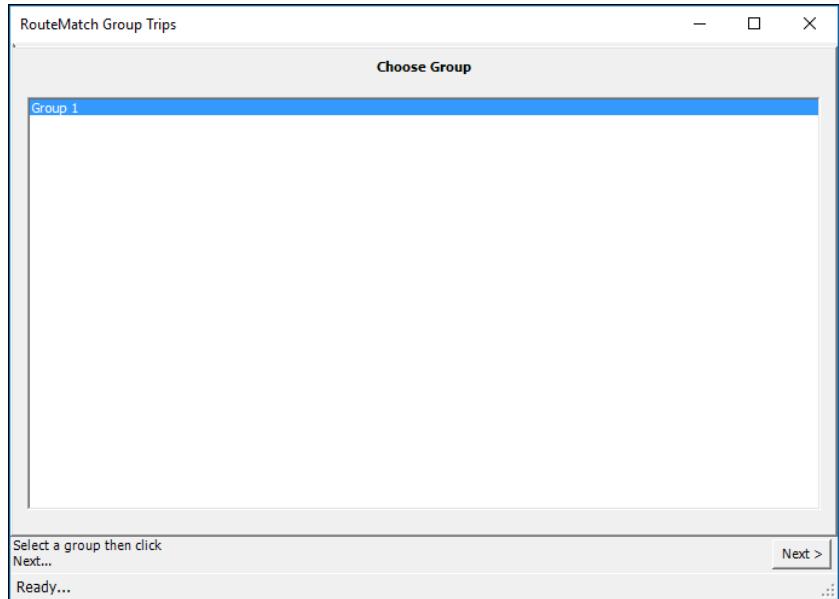 RouteMatch Group Trips
Choose Group
Group 1
Select a group then click
Next...
Next >
Ready...